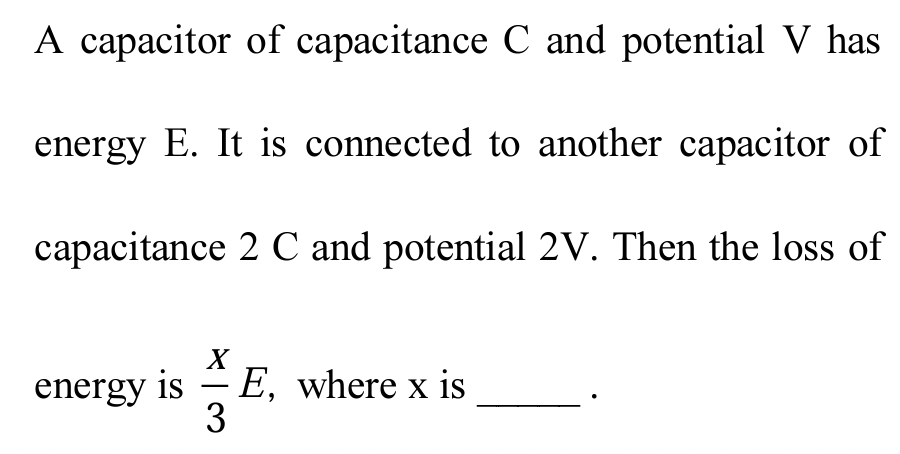 A capacitor of capacitance C and potential V has
energy E. It is connected to another capacitor of
capacitance 2 C and potential 2V. Then the loss of
energy is x/3 E, where x is _____ .